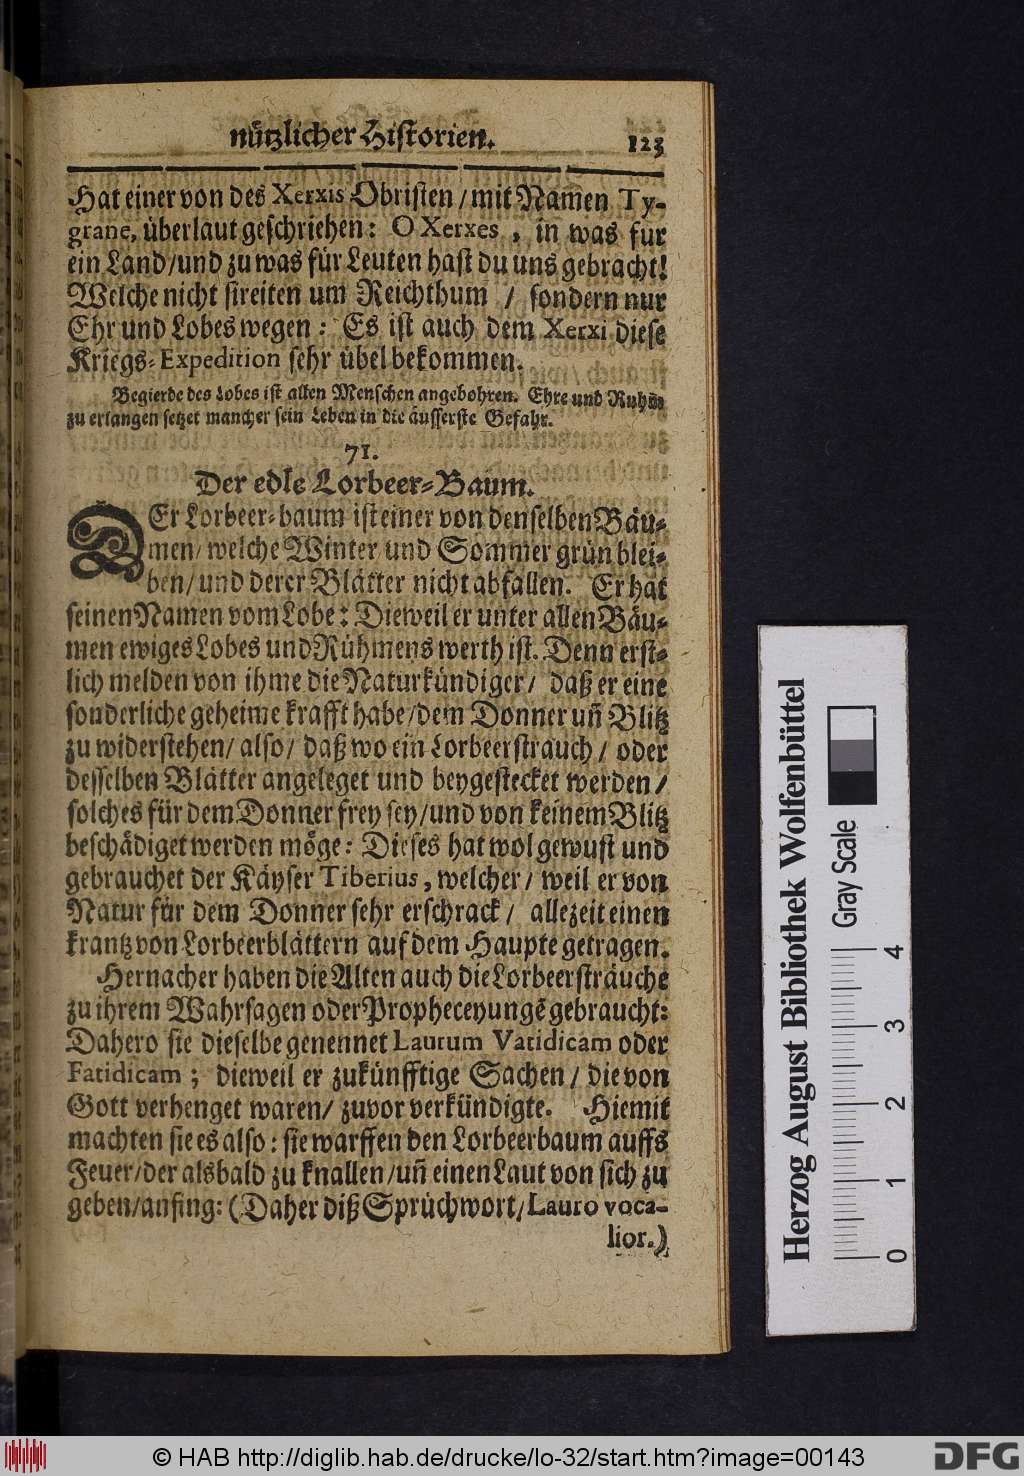 nützlicher Historien. 123
Hat einer von des Xerxis Obristen / mit Namen Ty-
grane, überlaut geschriehen: O Xerxes, in was für
ein Land / und zu was für Leuten hast du uns gebracht!
Welche nicht streiten um Reichthum / sondern nur
Ehr und Lobes wegen: Es ist auch dem Xerxi diese
Kriegs-Expedition sehr übel bekommen.
Begierde des Lobes ist allen Menschen angebohren. Ehre und Ruhm
zu erlangen setzet mancher sein Leben in die äusserste Gefahr.
71.
Der edle Lorbeer-Baum.
DEr Lorbeer-baum ist einer von denselben Bäu-
men / welche Winter und Sommer grün blei-
ben / und derer Blätter nicht abfallen. Er hat
seinen Namen vom Lobe: Dieweil er unter allen Bäu-
men ewiges Lobes und Rühmens werth ist. Denn erst-
lich melden von ihme die Naturkündiger / daß er eine
sonderliche geheime krafft habe / dem Donner uñ Blitz
zu widerstehen / also / daß wo ein Lorbeerstrauch / oder
desselben Blätter angeleget und beygestecket werden /
solches für dem Donner frey sey / und von keinem Blitz
beschädiget werden möge: Dieses hat wol gewust und
gebrauchet der Käyser Tiberius, welcher / weil er von
Natur für dem Donner sehr erschrack / allezeit einen
krantz von Lorbeerblättern auf dem Haupte getragen.
Hernacher haben die Alten auch die Lorbeersträuche
zu ihrem Wahrsagen oder Propheceyungẽ gebraucht:
Dahero sie dieselbe genennet Laurum Vatidicam oder
Fatidicam; dieweil er zukünfftige Sachen / die von
Gott verhenget waren / zuvor verkündigte. Hiemit
machten sie es also: sie warffen den Lorbeerbaum auffs
Feuer / der alsbald zu knallen / uñ einen Laut von sich zu
geben / anfing: (Daher diß Sprüchwort / Lauro voca-
lior.)
Herzog August Bibliothek Wolfenbüttel
Gray Scale
0 1 2 3 4
© HAB http://diglib.hab.de/drucke/lo-32/start.htm?image=00143
DFG